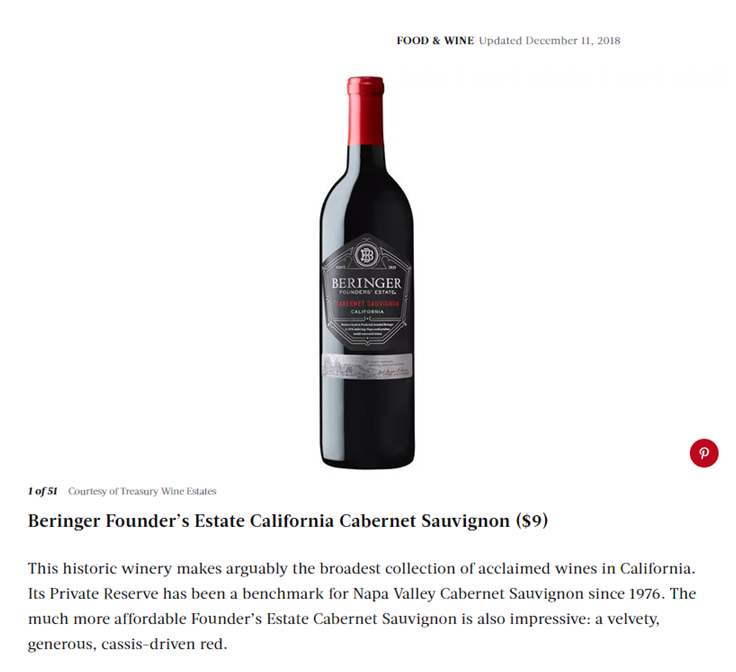 FOOD & WINE Updated December 11, 2018
BERINGER
FOUNDERS' ESTATE
CABERNET SAUVIGNON
CALIFORNIA
1 of 51 Courtesy of Treasury Wine Estates
Beringer Founder's Estate California Cabernet Sauvignon ($9)
This historic winery makes arguably the broadest collection of acclaimed wines in California.
Its Private Reserve has been a benchmark for Napa Valley Cabernet Sauvignon since 1976. The
much more affordable Founder's Estate Cabernet Sauvignon is also impressive: a velvety,
generous, cassis-driven red.